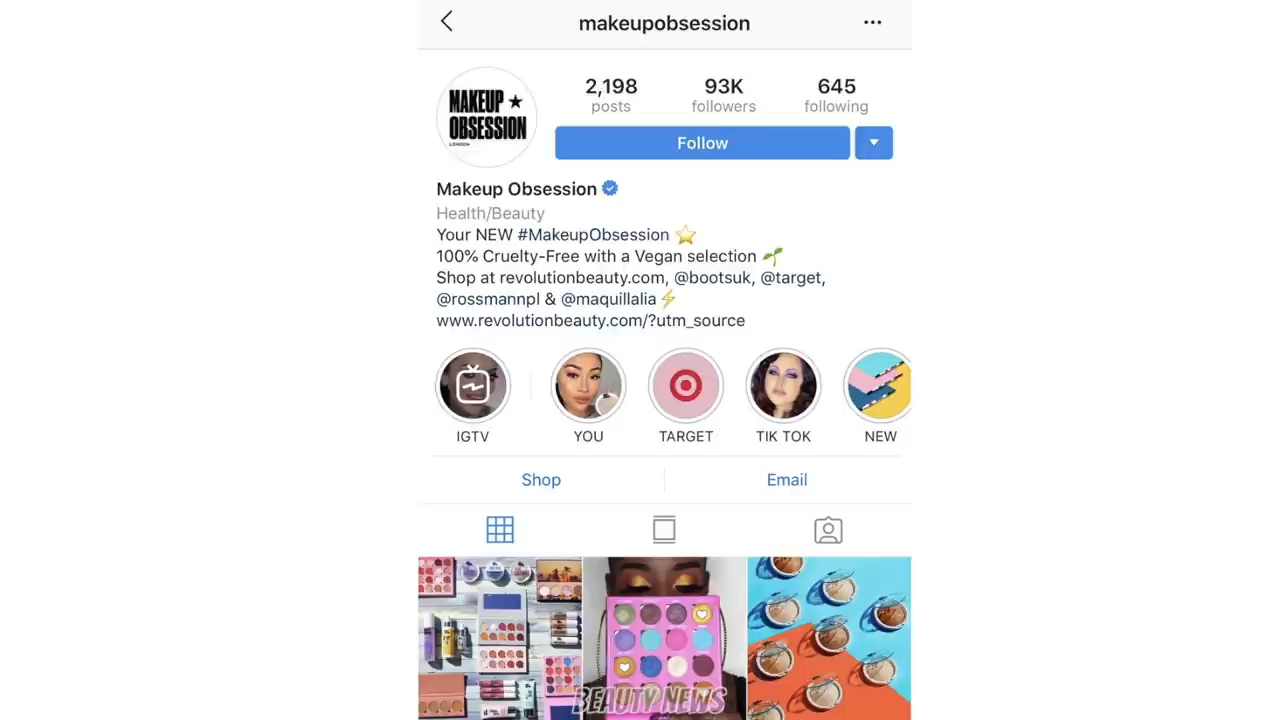 makeupobsession
MAKEUP
OBSESSION
LONDON
2,198 93K 645
posts followers following
Follow
Makeup Obsession
Health/Beauty
Your NEW #MakeupObsession ⭐
100% Cruelty-Free with a Vegan selection 🌱
Shop at revolutionbeauty.com, @bootsuk, @target,
@rossmannpl & @maquillalia⚡
www.revolutionbeauty.com/?utm_source
IGTV YOU TARGET TIK TOK NEW
Shop Email
BEAUTY NEWS